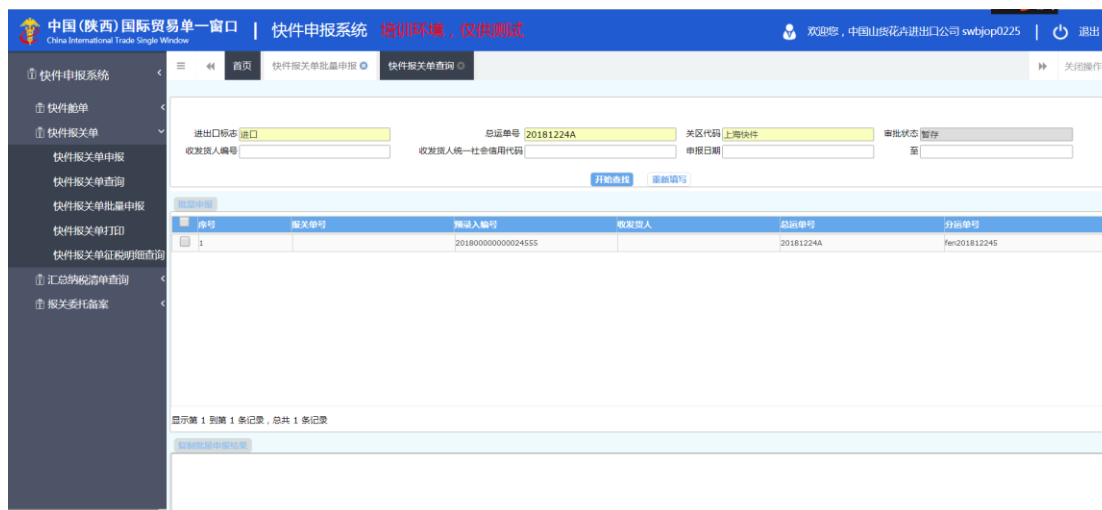 中国(陕西)国际贸易单一窗口 | 快件申报系统 培训环境，仅供测试 欢迎您，中国山货花卉进出口公司 swbjop0225 | 退出
China International Trade Single Window
快件申报系统
首页 快件报关单批量申报 快件报关单查询 关闭操作
快件舱单
快件报关单
快件报关单申报
快件报关单查询
快件报关单批量申报
快件报关单打印
快件报关单征税明细查询
汇总纳税清单查询
报关委托备案
进出口标志 进口 总运单号 20181224A 关区代码 上海快件 审批状态 暂存
收发货人编号 收发货人统一社会信用代码 申报日期 至
开始查找 重新填写
批量申报
序号 报关单号 预录入编号 收发货人 总运单号 分运单号
1 201800000000024555 20181224A fen201812245
显示第 1 到第 1 条记录，总共 1 条记录
复制批量申报结果